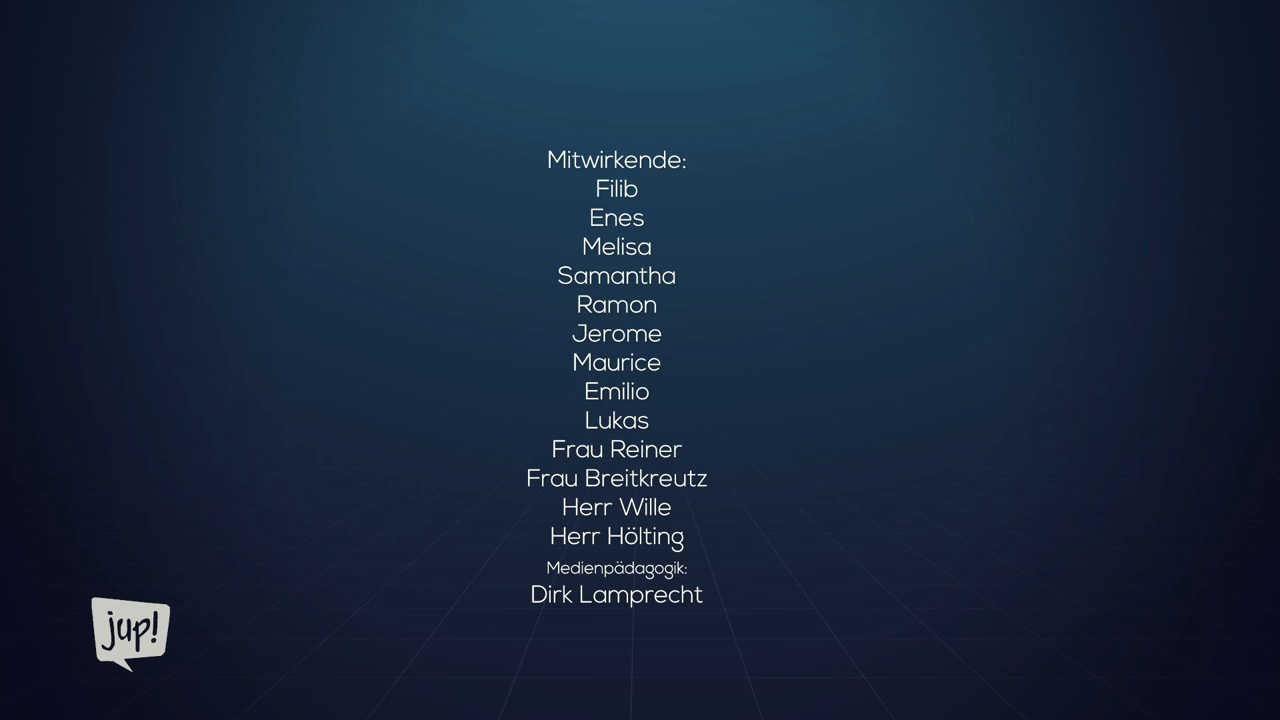 Mitwirkende:
Filib
Enes
Melisa
Samantha
Ramon
Jerome
Maurice
Emilio
Lukas
Frau Reiner
Frau Breitkreutz
Herr Wille
Herr Hölting
Medienpädagogik:
Dirk Lamprecht
jup!